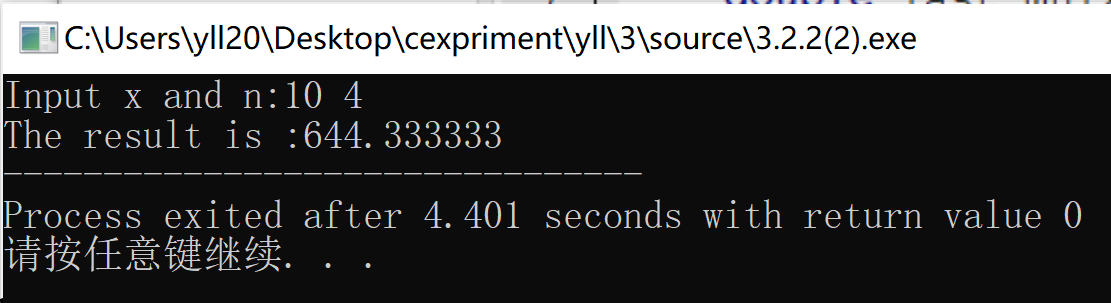 C:\Users\yll20\Desktop\cexpriment\yll\3\source\3.2.2(2).exe
Input x and n:10 4
The result is :644.333333
--------------------------------
Process exited after 4.401 seconds with return value 0
请按任意键继续. . .